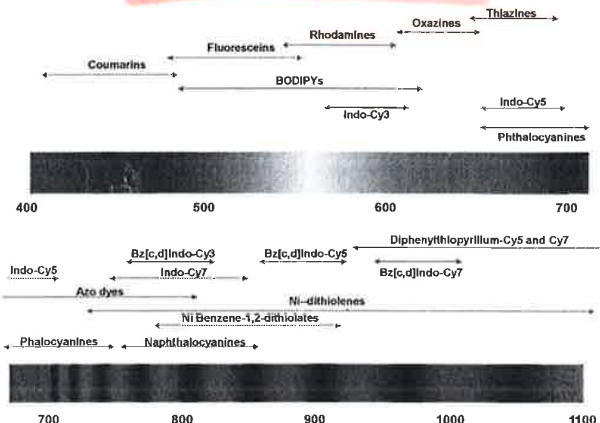 Thiazines
Oxazines
Rhodamines
Fluoresceins
Coumarins
BODIPYs
Indo-Cy3
Indo-Cy5
Phthalocyanines
400 500 600 700
Diphenylthiopyrillum-Cy5 and Cy7
Bz[c,d]Indo-Cy3 Bz[c,d]Indo-Cy5
Indo-Cy5 Indo-Cy7 Bz[c,d]Indo-Cy7
Azo dyes
Ni--dithiolenes
Ni Benzene-1,2-dithiolates
Phalocyanines Naphthalocyanines
700 800 900 1000 1100